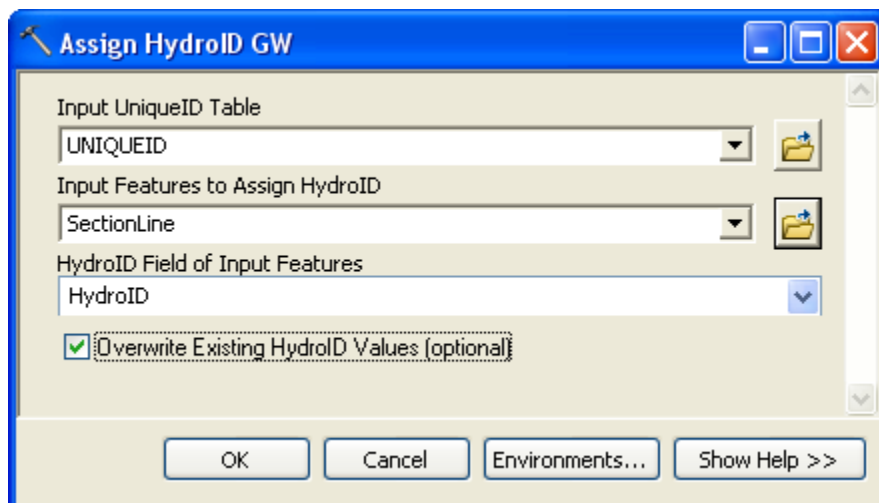 Assign HydroID GW
Input UniqueID Table
UNIQUEID
Input Features to Assign HydroID
SectionLine
HydroID Field of Input Features
HydroID
Overwrite Existing HydroID Values (optional)
OK Cancel Environments... Show Help >>